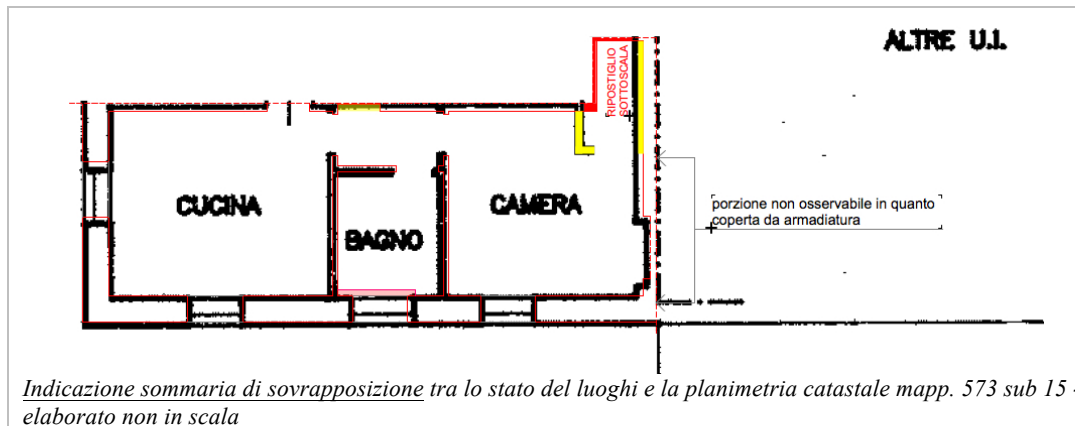 ALTRE U.I.
RIPOSTIGLIO
SOTTOSCALA
CUCINA
CAMERA
BAGNO
porzione non osservabile in quanto
coperta da armadiatura
Indicazione sommaria di sovrapposizione tra lo stato del luoghi e la planimetria catastale mapp. 573 sub 15 -
elaborato non in scala